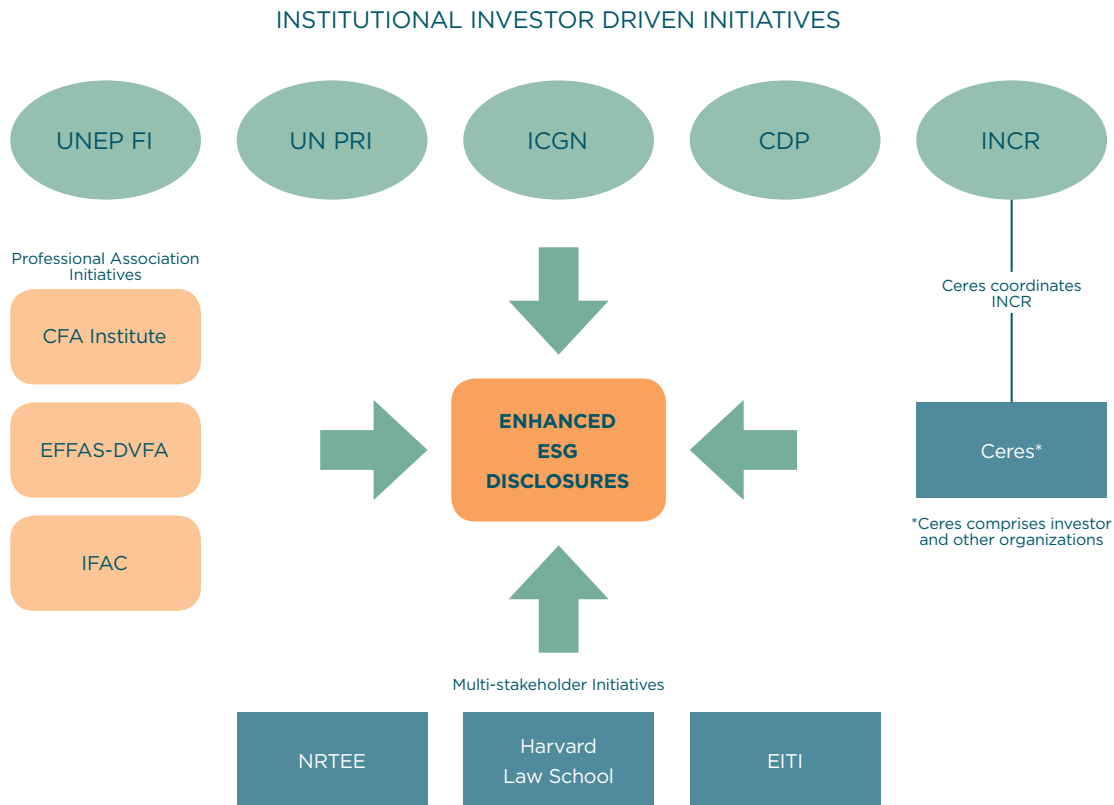 INSTITUTIONAL INVESTOR DRIVEN INITIATIVES
UNEP FI
UN PRI
ICGN
CDP
INCR
Professional Association
Initiatives
CFA Institute
EFFAS-DVFA
IFAC
ENHANCED
ESG
DISCLOSURES
Ceres coordinates
INCR
Ceres*
*Ceres comprises investor
and other organizations
Multi-stakeholder Initiatives
NRTEE
Harvard
Law School
EITI